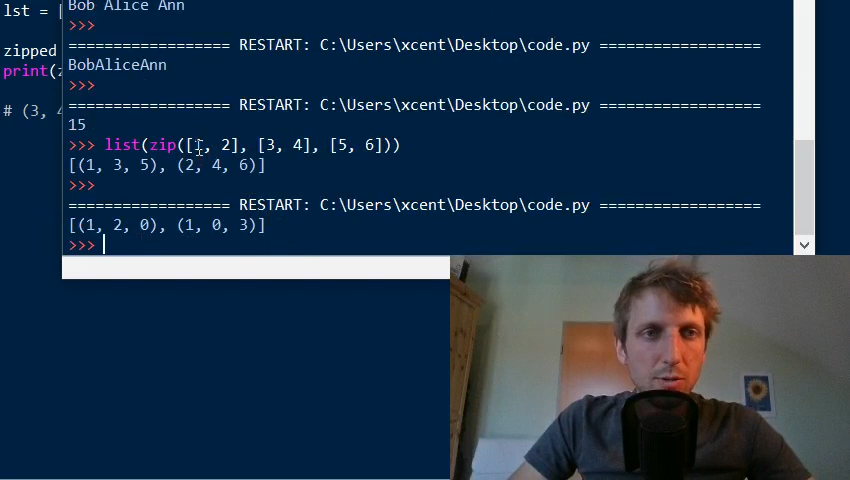 lst = [
Bob Alice Ann
>>>
================== RESTART: C:\Users\xcent\Desktop\code.py ==================
zipped
BobAliceAnn
print(z
>>>
================== RESTART: C:\Users\xcent\Desktop\code.py ==================
# (3, 4
15
>>> list(zip([1, 2], [3, 4], [5, 6]))
[(1, 3, 5), (2, 4, 6)]
>>>
================== RESTART: C:\Users\xcent\Desktop\code.py ==================
[(1, 2, 0), (1, 0, 3)]
>>>